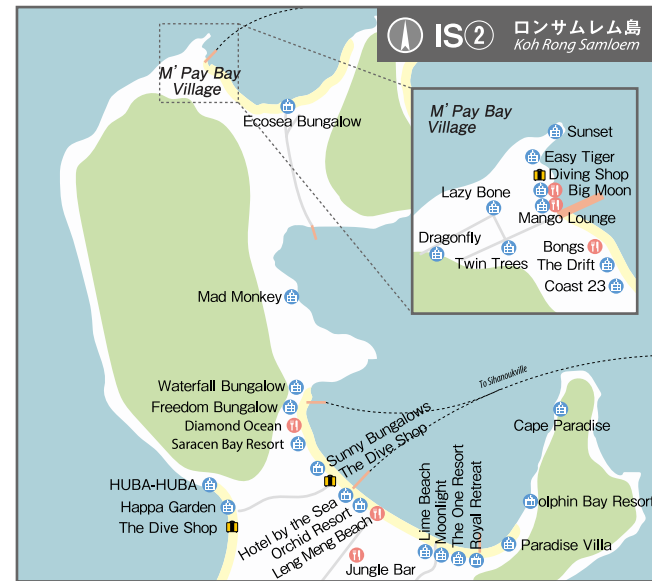 IS② ロンサムレム島
Koh Rong Samloem
M' Pay Bay
Village
Ecosea Bungalow
M' Pay Bay
Village
Sunset
Easy Tiger
Diving Shop
Big Moon
Lazy Bone
Mango Lounge
Dragonfly
Twin Trees
Bongs
The Drift
Coast 23
Mad Monkey
To Sihanoukville
Waterfall Bungalow
Freedom Bungalow
Diamond Ocean
Saracen Bay Resort
Cape Paradise
Sunny Bungalows
The Dive Shop
HUBA-HUBA
Happa Garden
The Dive Shop
Hotel by the Sea
Orchid Resort
Leng Meng Beach
Jungle Bar
Lime Beach
Moonlight
The One Resort
Royal Retreat
olphin Bay Resort
Paradise Villa